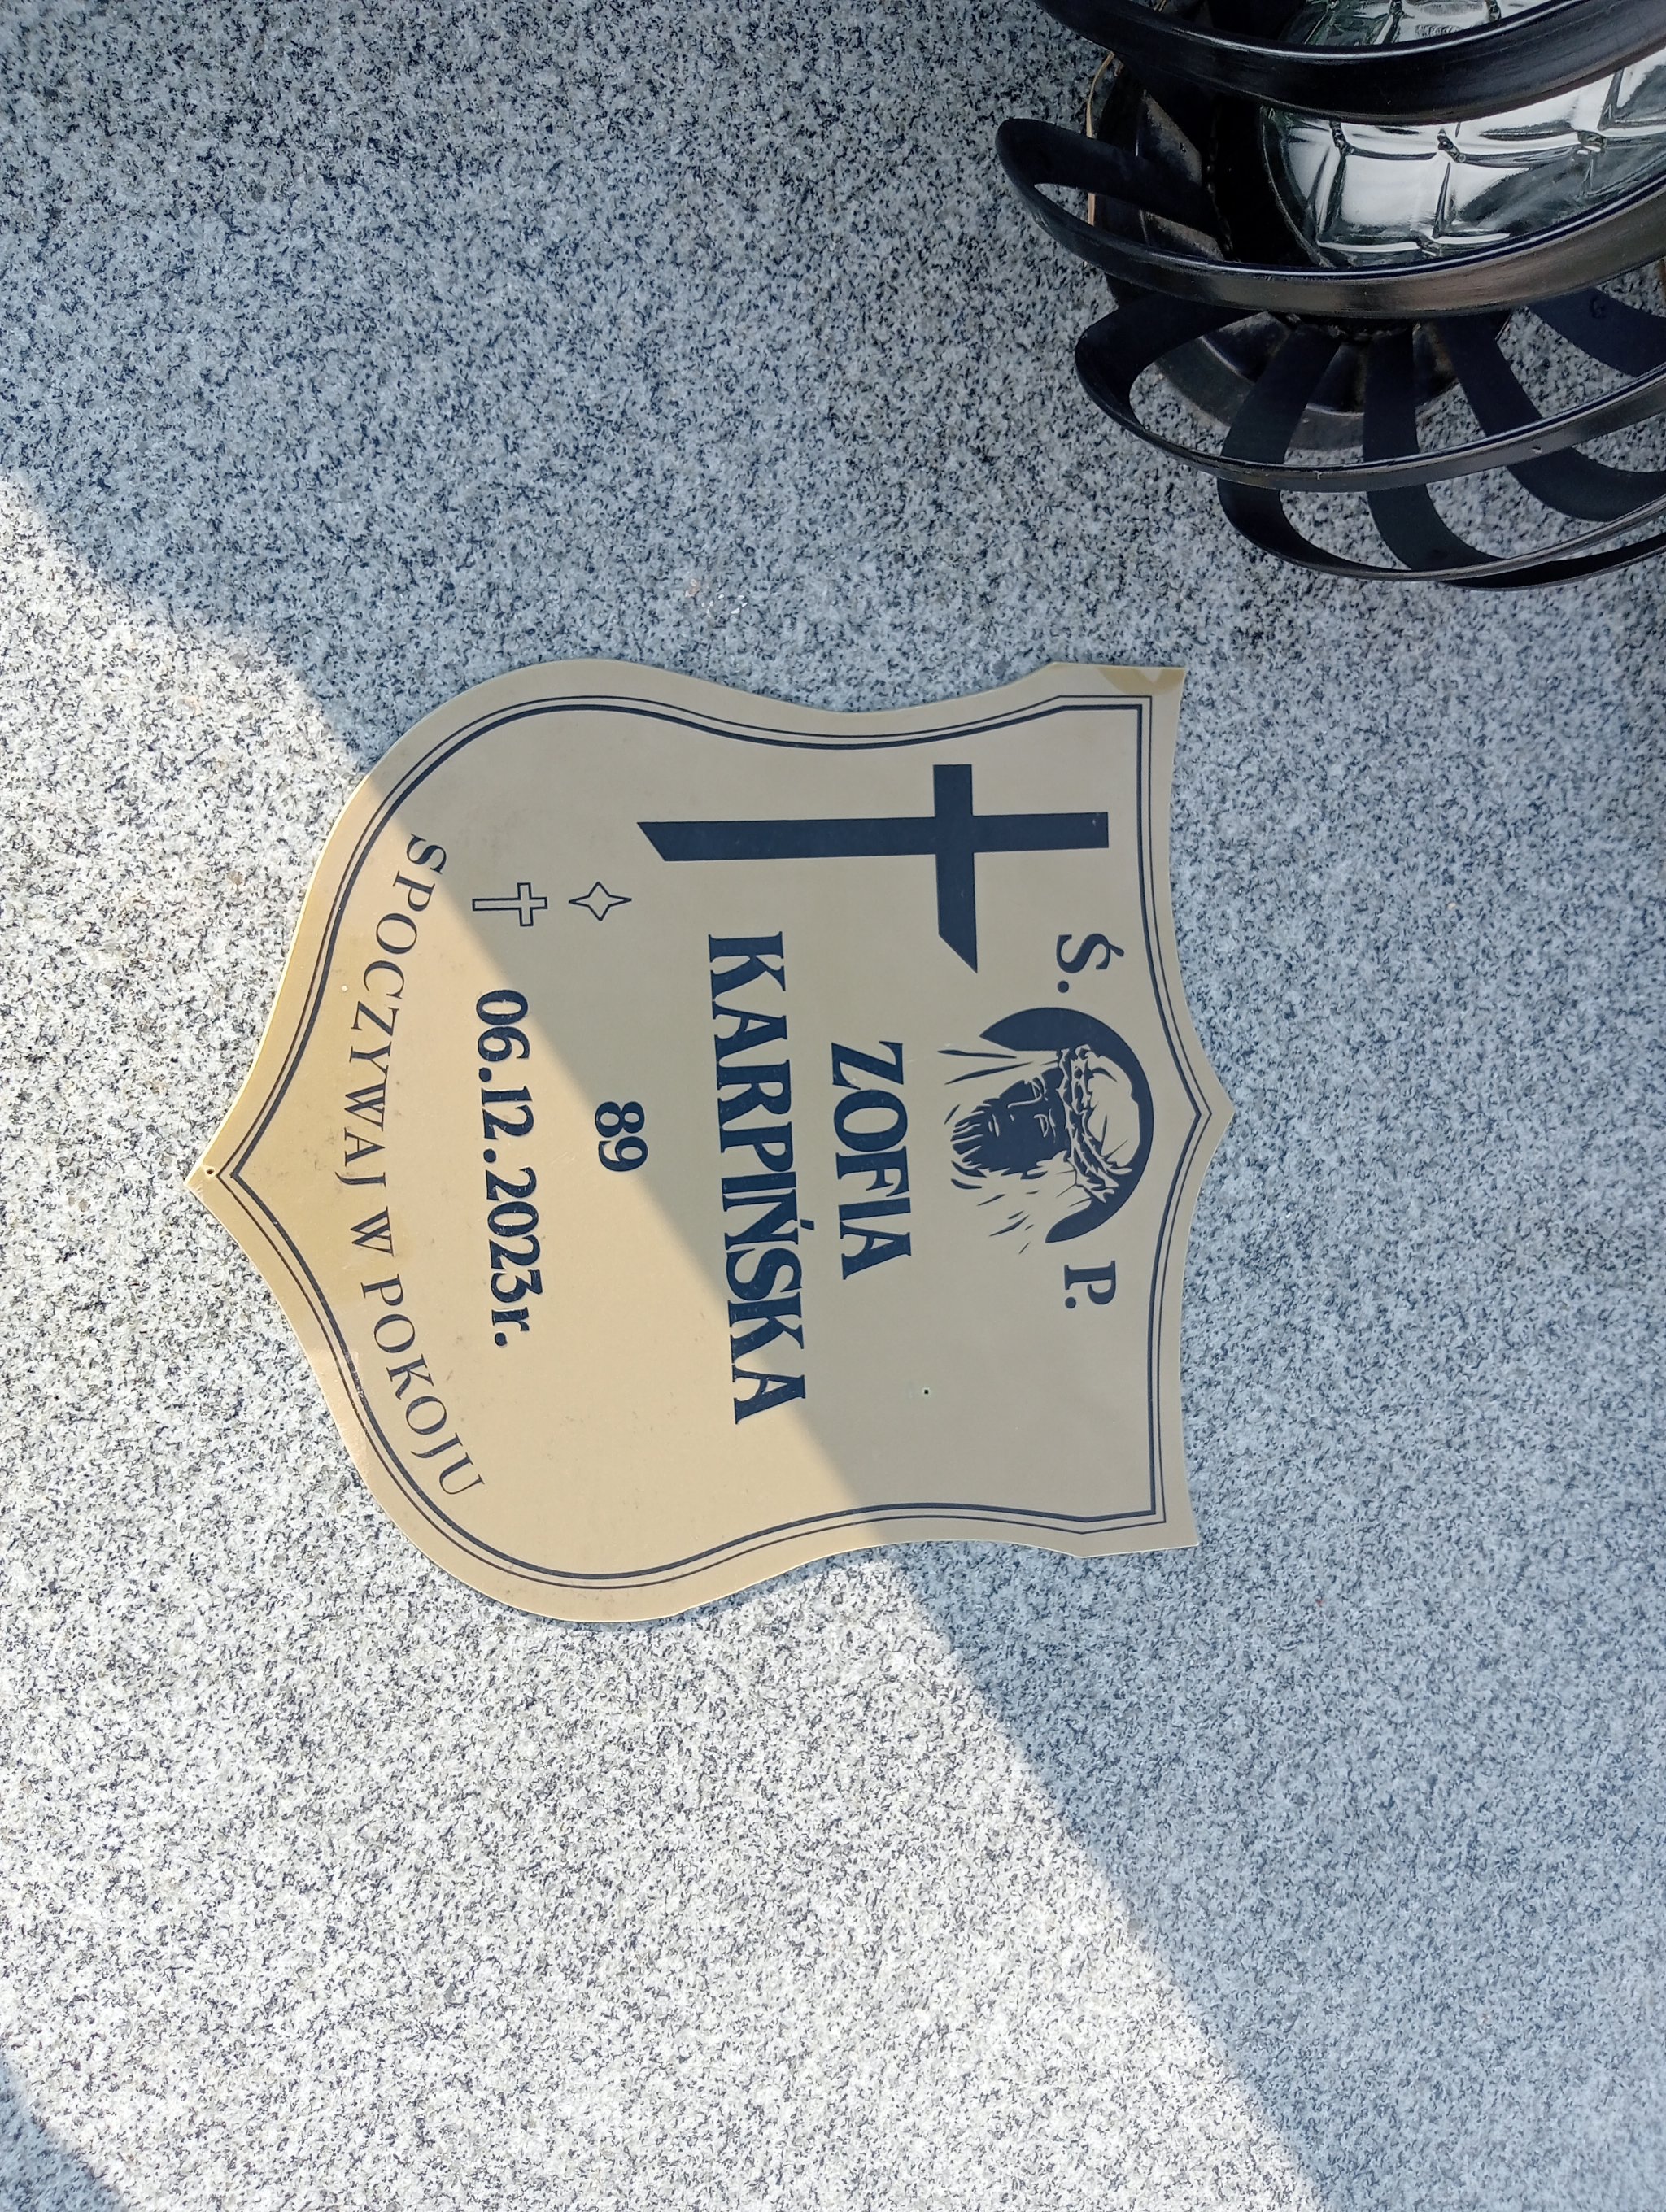 Ś. P.
ZOFIA
KARPIŃSKA
89
06.12.2023r.
SPOCZYWAJ W POKOJU